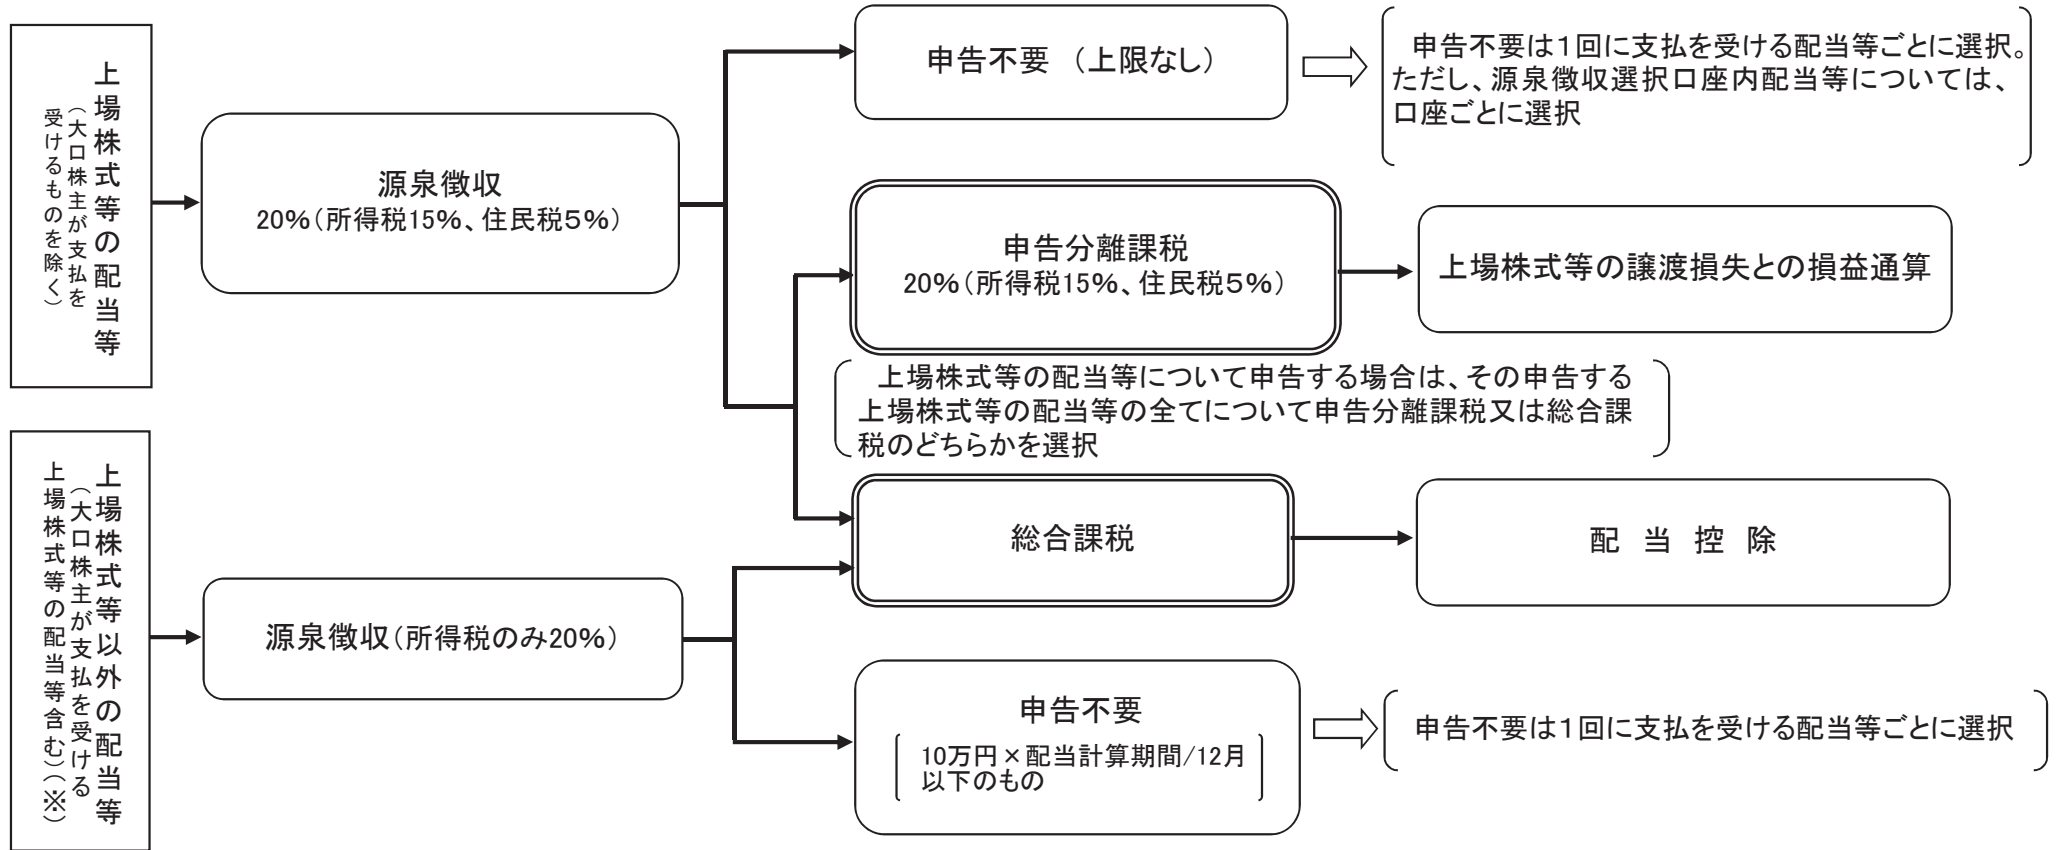 上場株式等の配当等
（大口株主が支払を
受けるものを除く）
源泉徴収
20%（所得税15%、住民税５%）
申告不要　（上限なし）
申告不要は１回に支払を受ける配当等ごとに選択。
ただし、源泉徴収選択口座内配当等については、
口座ごとに選択
申告分離課税
20%（所得税15%、住民税５%）
上場株式等の譲渡損失との損益通算
上場株式等の配当等について申告する場合は、その申告する
上場株式等の配当等の全てについて申告分離課税又は総合課
税のどちらかを選択
総合課税
配　当　控　除
上場株式等以外の配当等
（大口株主が支払を受ける
上場株式等の配当等含む）（※）
源泉徴収（所得税のみ20%）
申告不要
10万円×配当計算期間/12月
以下のもの
申告不要は１回に支払を受ける配当等ごとに選択